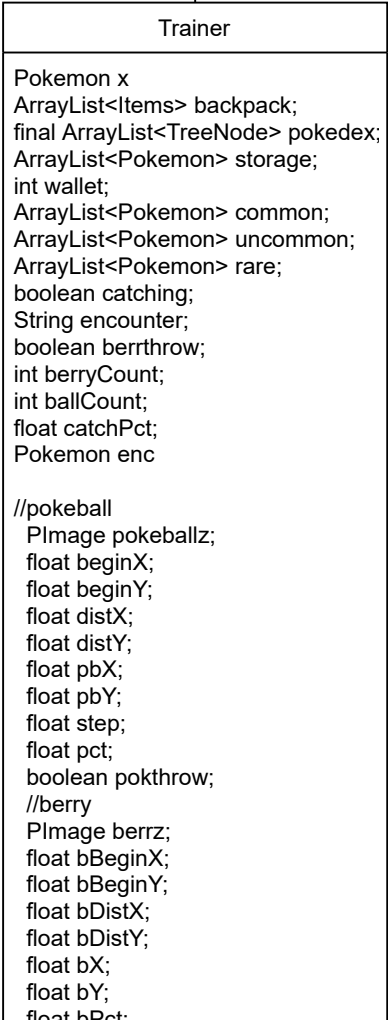 Trainer
Pokemon x
ArrayList<Items> backpack;
final ArrayList<TreeNode> pokedex;
ArrayList<Pokemon> storage;
int wallet;
ArrayList<Pokemon> common;
ArrayList<Pokemon> uncommon;
ArrayList<Pokemon> rare;
boolean catching;
String encounter;
boolean berrthrow;
int berryCount;
int ballCount;
float catchPct;
Pokemon enc
//pokeball
PImage pokeballz;
float beginX;
float beginY;
float distX;
float distY;
float pbX;
float pbY;
float step;
float pct;
boolean pokthrow;
//berry
PImage berrz;
float bBeginX;
float bBeginY;
float bDistX;
float bDistY;
float bX;
float bY;
float bPct;